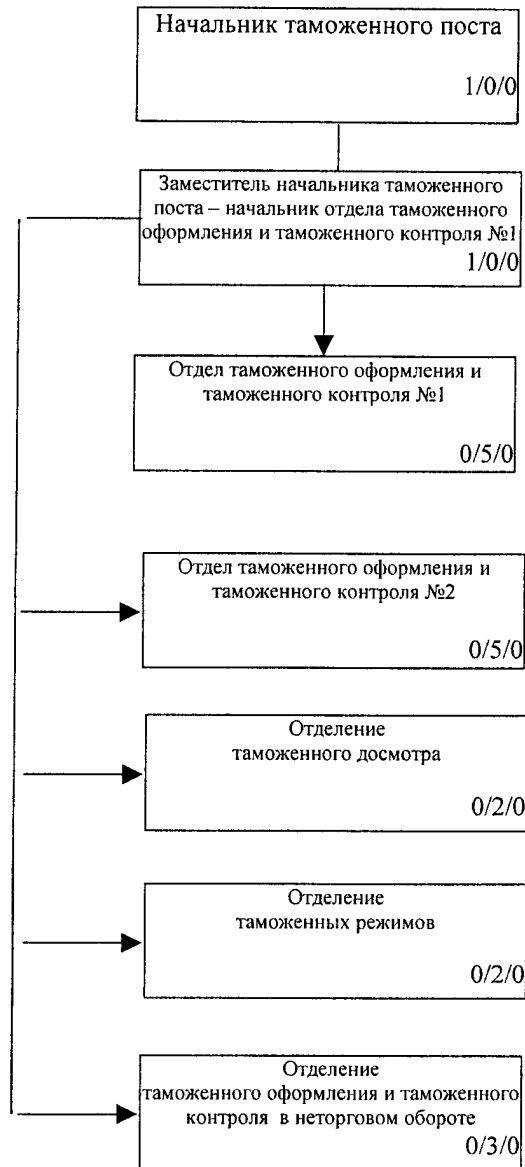 Начальник таможенного поста
1/0/0
Заместитель начальника таможенного
поста – начальник отдела таможенного
оформления и таможенного контроля №1
1/0/0
Отдел таможенного оформления и
таможенного контроля №1
0/5/0
Отдел таможенного оформления и
таможенного контроля №2
0/5/0
Отделение
таможенного досмотра
0/2/0
Отделение
таможенных режимов
0/2/0
Отделение
таможенного оформления и таможенного
контроля в неторговом обороте
0/3/0